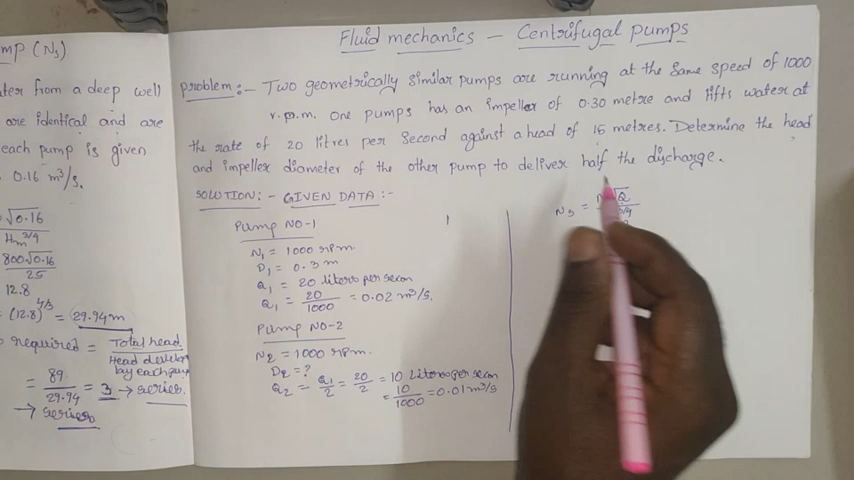 mp (N₃)
ter from a deep well
are identical and are
each pump is given
0.16 m³/s.
√0.16
Hm^3/4
800√0.16
25
12.8
= (12.8)^4/3 = 29.94m
required = Total head
Head develop
by each pump
= 89
29.94 = 3 → series.
→ series
Fluid mechanics - Centrifugal pumps
problem:- Two geometrically similar pumps are running at the same speed of 1000
r.p.m. One pumps has an impeller of 0.30 metre and lifts water at
the rate of 20 litres per second against a head of 15 metres. Determine the head
and impeller diameter of the other pump to deliver half the dischage.
SOLUTION:- GIVEN DATA:-
Pump NO-1
N₁ = 1000 rpm
D₁ = 0.3 m
Q₁ = 20 liters per secon
Q₁ = 20/1000 = 0.02 m³/s.
Pump NO-2
N₂ = 1000 rpm.
D₂ = ?
Q₂ = Q₁/2 = 20/2 = 10 Liters per secon
= 10/1000 = 0.01 m³/s
Ns = √Q
3/4